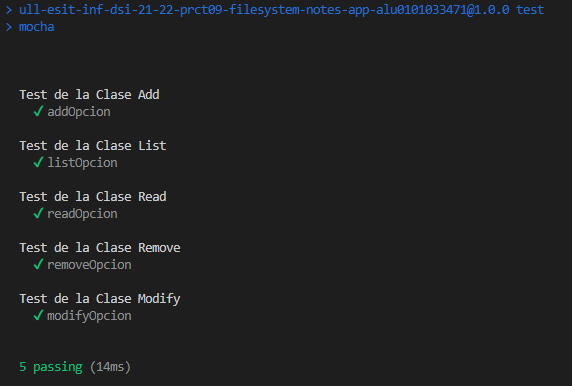 > ull-esit-inf-dsi-21-22-prct09-filesystem-notes-app-alu0101033471@1.0.0 test
> mocha
Test de la Clase Add
✓ addOpcion
Test de la Clase List
✓ listOpcion
Test de la Clase Read
✓ readOpcion
Test de la Clase Remove
✓ removeOpcion
Test de la Clase Modify
✓ modifyOpcion
5 passing (14ms)